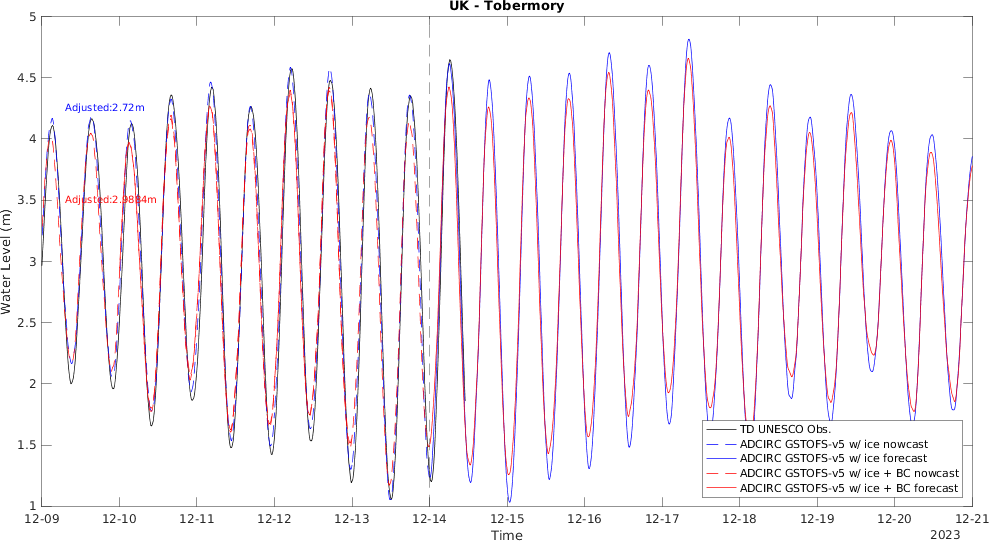 UK - Tobermory
5
4.5
4
3.5
3
2.5
2
1.5
1
Water Level (m)
Adjusted:2.72m
Adjusted:2.9884m
TD UNESCO Obs.
ADCIRC GSTOFS-v5 w/ ice nowcast
ADCIRC GSTOFS-v5 w/ ice forecast
ADCIRC GSTOFS-v5 w/ ice + BC nowcast
ADCIRC GSTOFS-v5 w/ ice + BC forecast
12-09 12-10 12-11 12-12 12-13 12-14 12-15 12-16 12-17 12-18 12-19 12-20 12-21
Time 2023